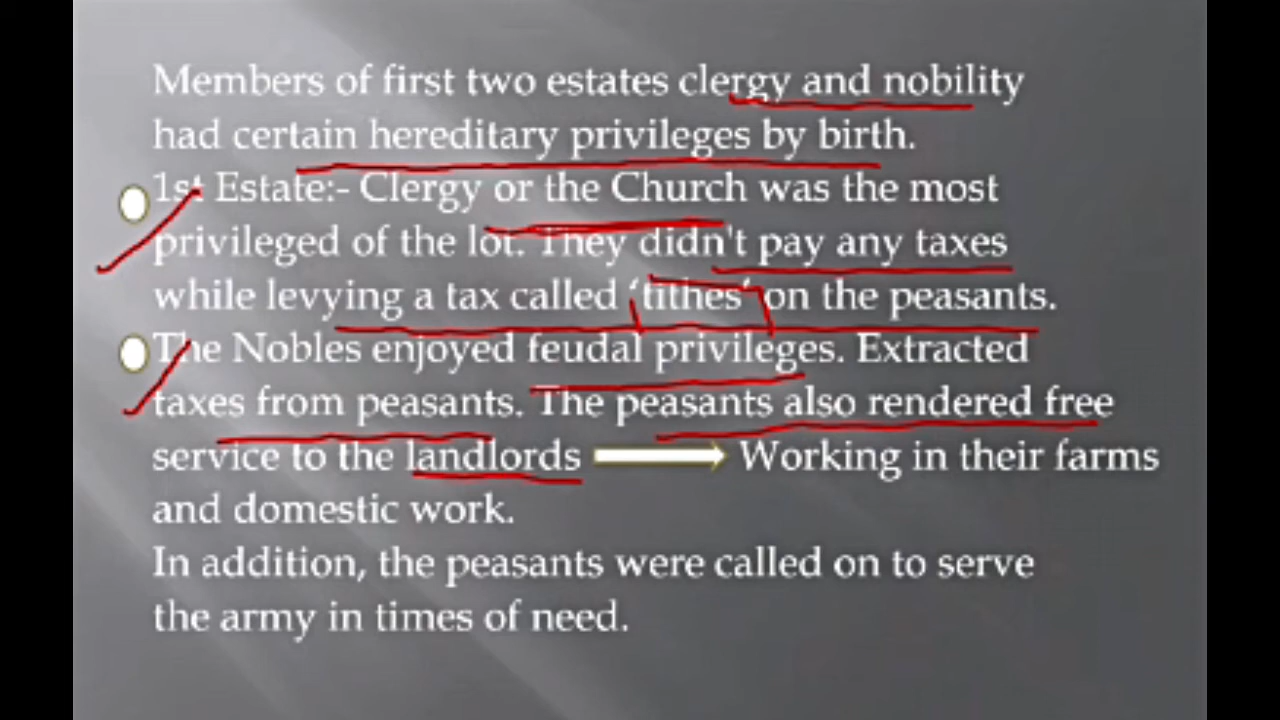 Members of first two estates clergy and nobility
had certain hereditary privileges by birth.
1st Estate:- Clergy or the Church was the most
privileged of the lot. They didn't pay any taxes
while levying a tax called ‘tithes’ on the peasants.
The Nobles enjoyed feudal privileges. Extracted
taxes from peasants. The peasants also rendered free
service to the landlords Working in their farms
and domestic work.
In addition, the peasants were called on to serve
the army in times of need.